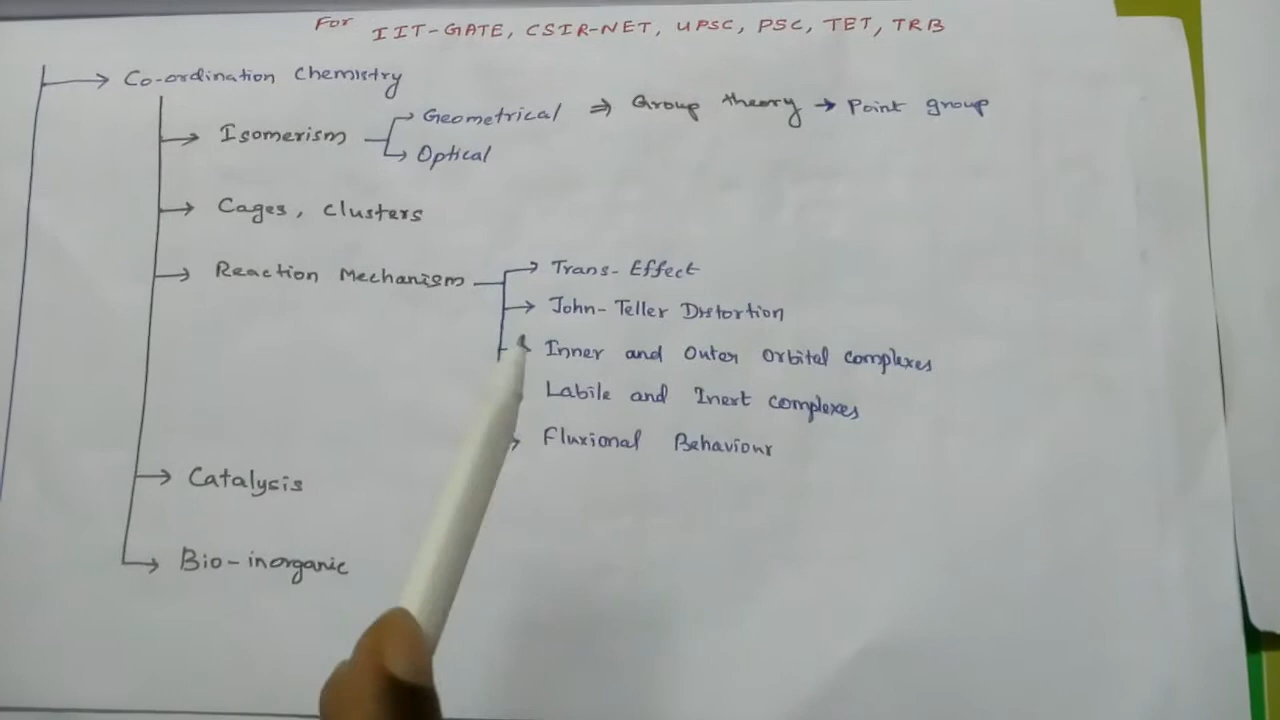 For IIT-GATE, CSIR-NET, UPSC, PSC, TET, TRB
Co-ordination Chemistry
Isomerism
Geometrical ⇒ Group theory → Point group
Optical
Cages, Clusters
Reaction Mechanism
Trans-Effect
John-Teller Distortion
Inner and Outer Orbital Complexes
Labile and Inert complexes
Fluxional Behaviour
Catalysis
Bio-inorganic